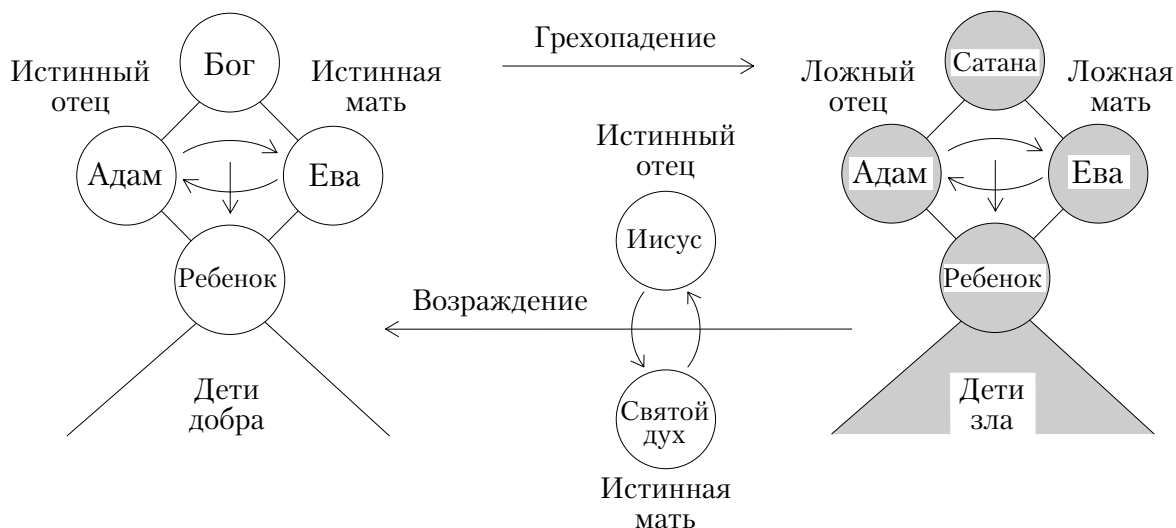 Бог
Истинный
отец
Истинная
мать
Адам
Ева
Ребенок
Дети
добра
Грехопадение
Истинный
отец
Иисус
Возраждение
Святой
дух
Истинная
мать
Сатана
Ложный
отец
Ложная
мать
Адам
Ева
Ребенок
Дети
зла